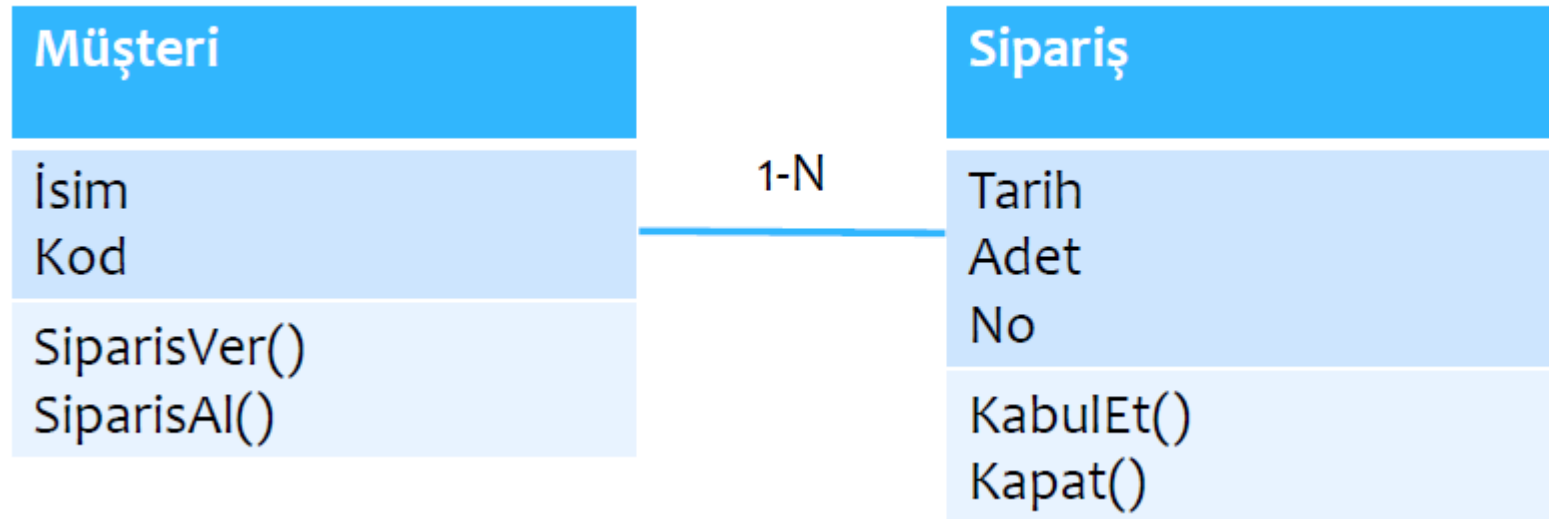 Müşteri
İsim
Kod
SiparisVer()
SiparisAl()
1-N
Sipariş
Tarih
Adet
No
KabulEt()
Kapat()